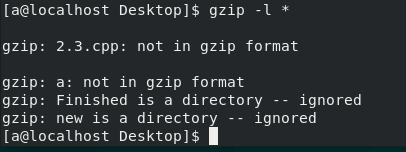 [a@localhost Desktop]$ gzip -l *
gzip: 2.3.cpp: not in gzip format
gzip: a: not in gzip format
gzip: Finished is a directory -- ignored
gzip: new is a directory -- ignored
[a@localhost Desktop]$